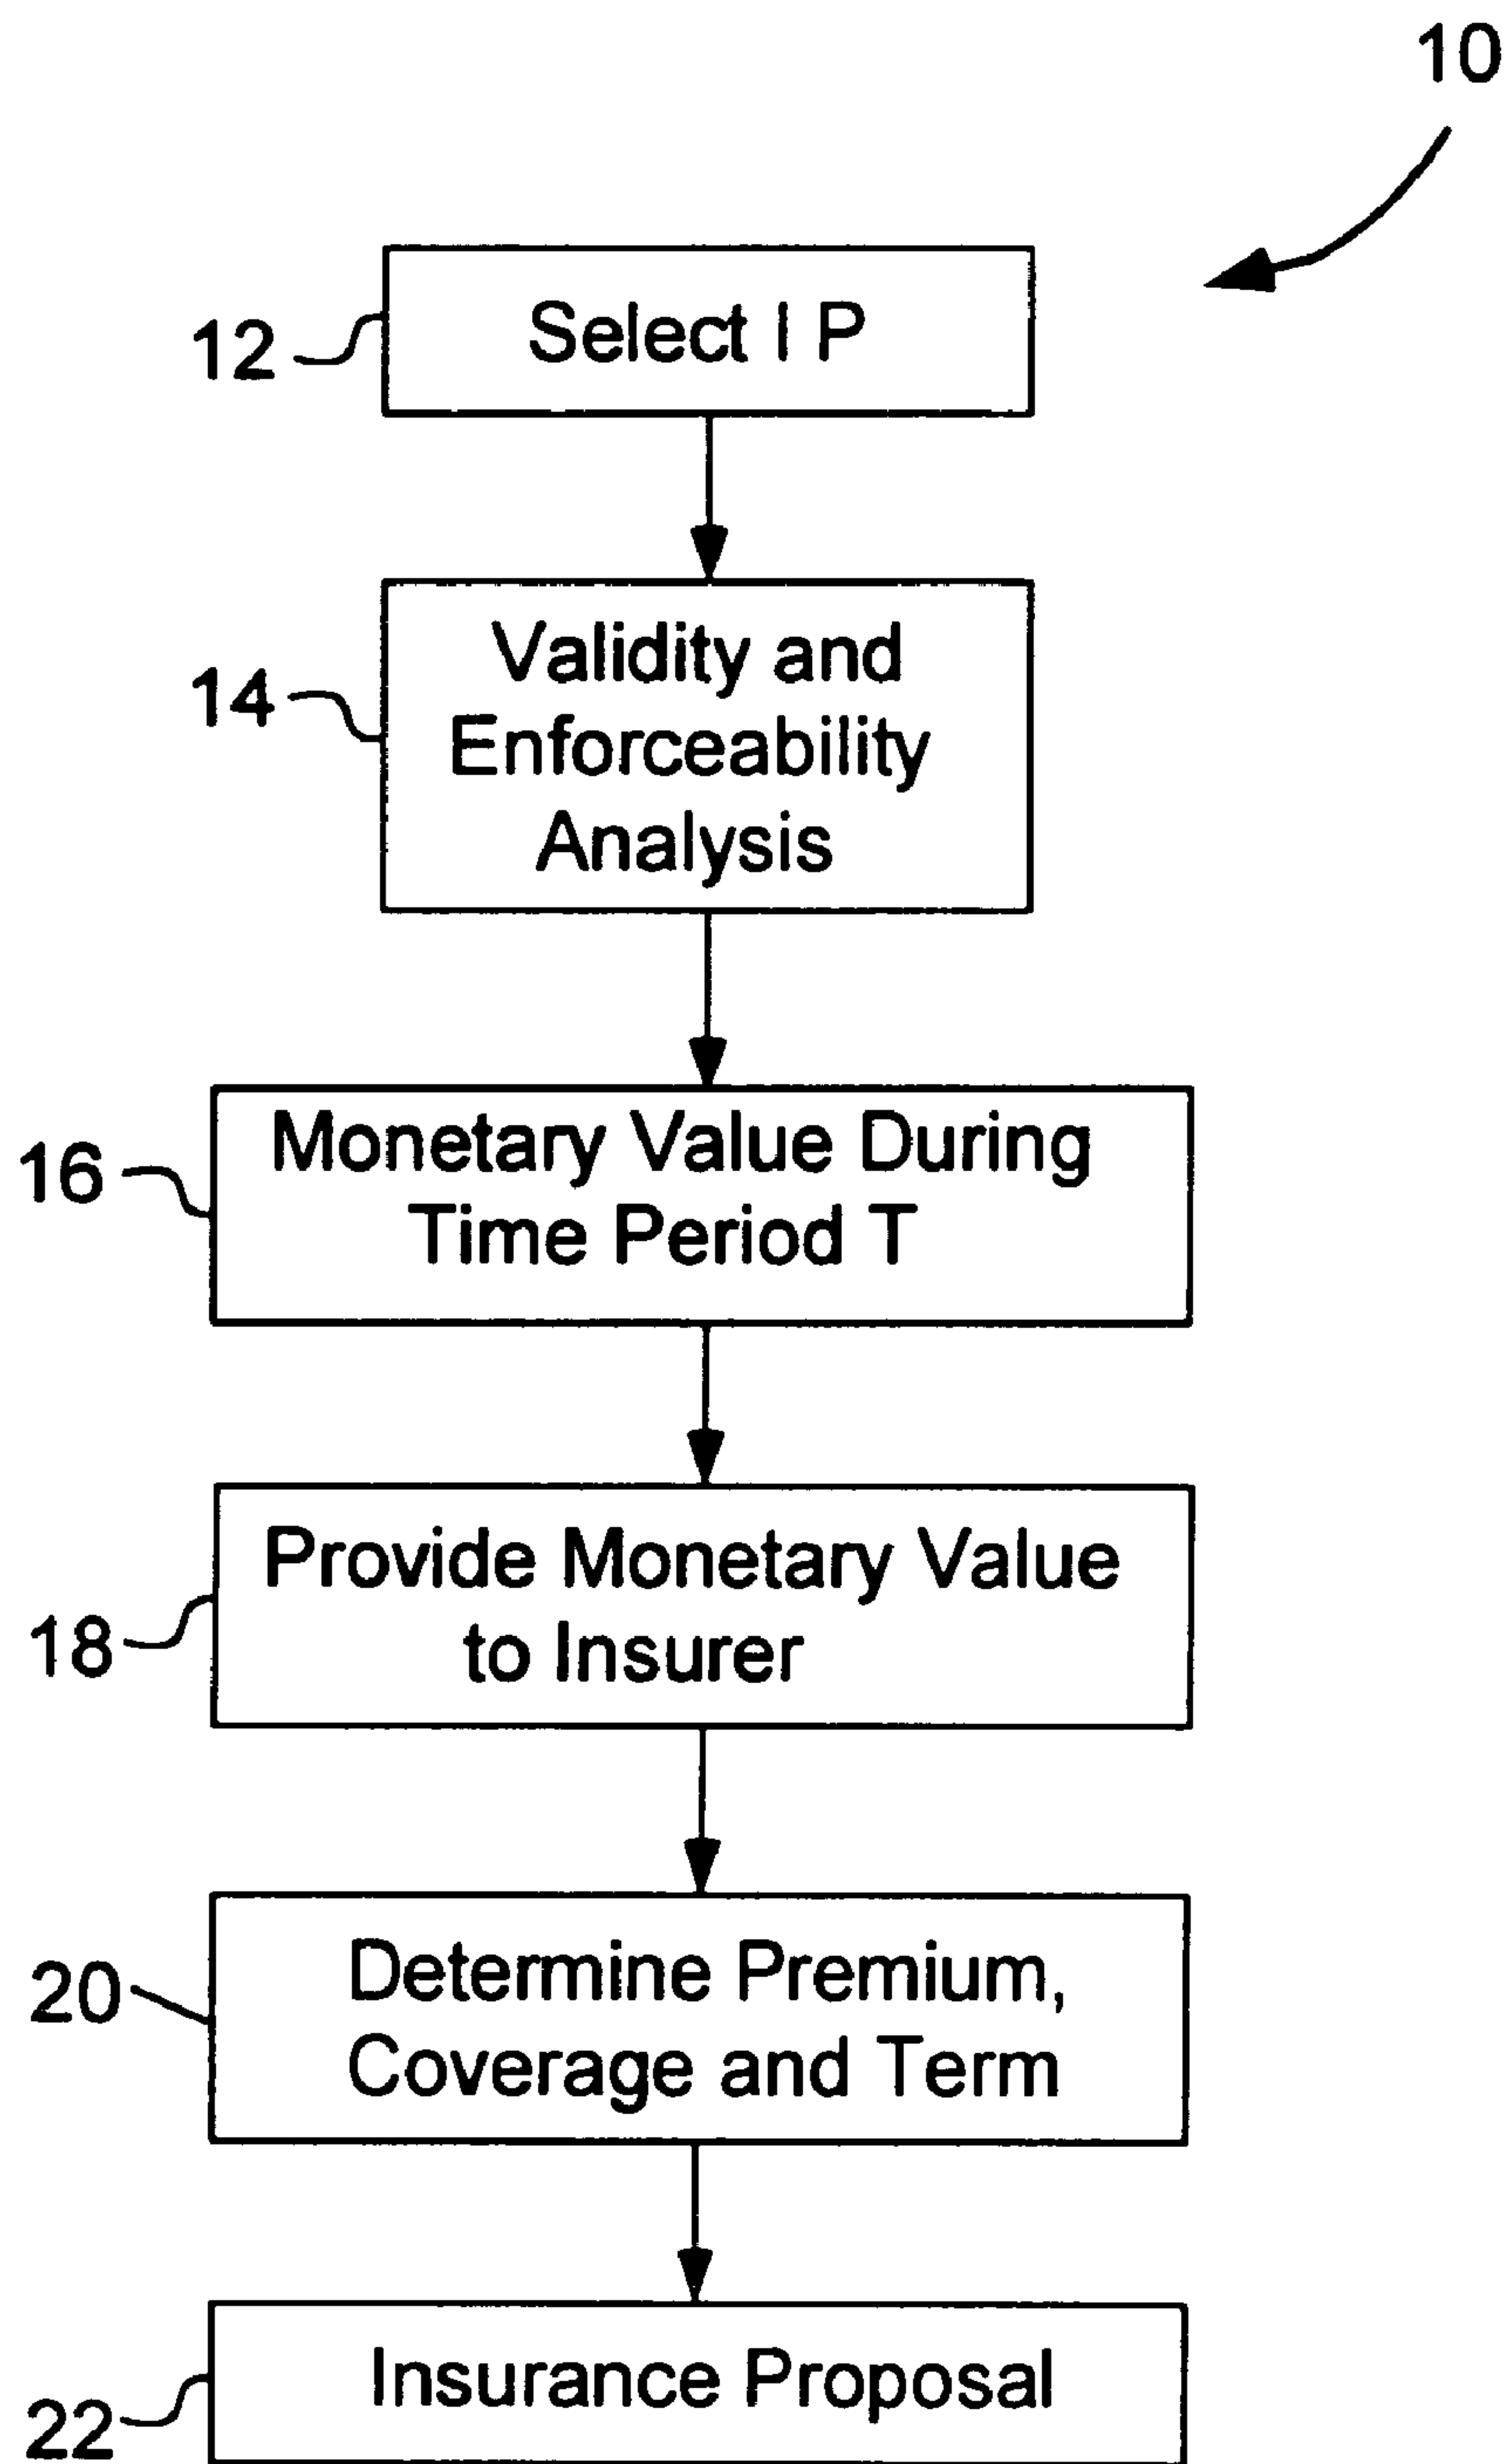 10
12
Select I P
14
Validity and
Enforceability
Analysis
16
Monetary Value During
Time Period T
18
Provide Monetary Value
to Insurer
20
Determine Premium,
Coverage and Term
22
Insurance Proposal